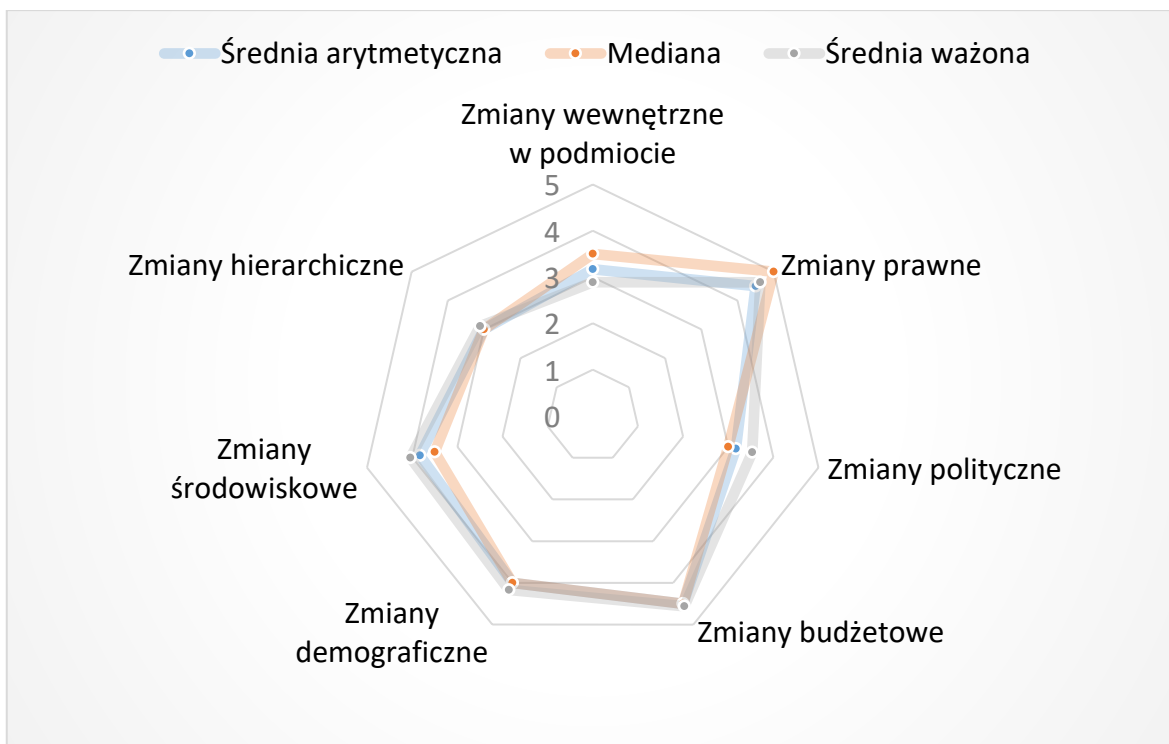 Średnia arytmetyczna
Mediana
Średnia ważona
Zmiany wewnętrzne
w podmiocie
5
4
3
2
1
0
Zmiany prawne
Zmiany polityczne
Zmiany budżetowe
Zmiany
demograficzne
Zmiany
środowiskowe
Zmiany hierarchiczne